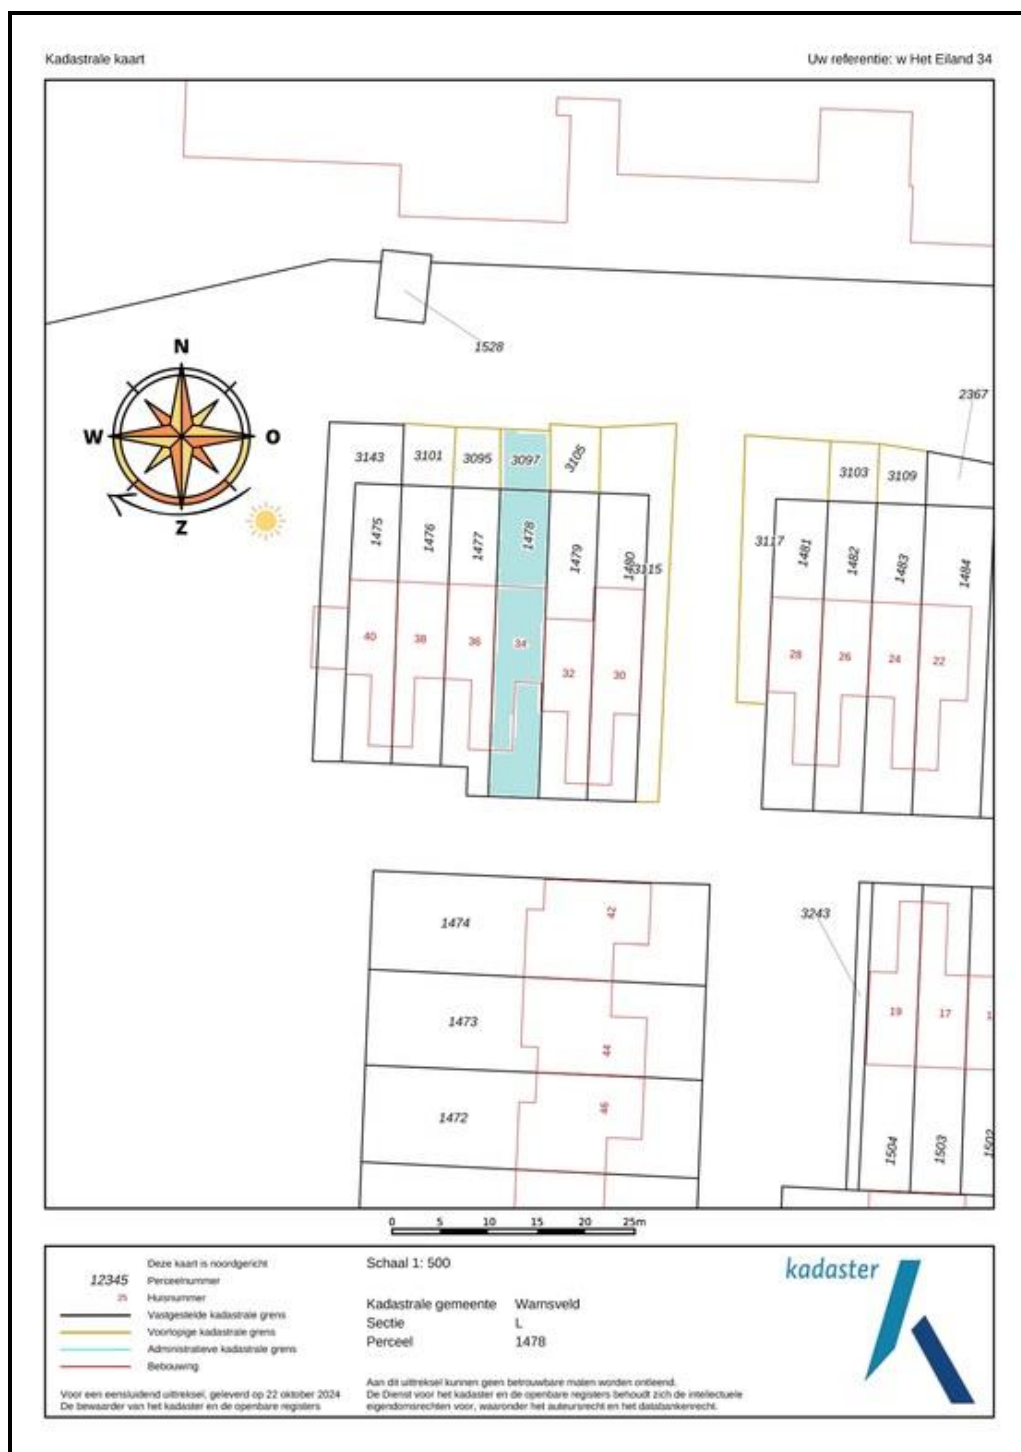 Kadastrale kaart Uw referentie: w Het Eiland 34
1528
N
W O
Z
2367
3143 3101 3095 3097 3105
3103 3109
1475 1476 1477 1478 1479 1480 3115
3117 1481 1482 1483 1484
40 38 36 34 32 30
28 26 24 22
1474 42
3243
1473 44
19 17 1
1472 46
1504 1503 1502
0 5 10 15 20 25m
Deze kaart is noordgericht
12345 Perceelnummer
25 Huisnummer
Vastgestelde kadastrale grens
Voorlopige kadastrale grens
Administratieve kadastrale grens
Bebouwing
Voor een eensluidend uittreksel, geleverd op 22 oktober 2024
De bewaarder van het kadaster en de openbare registers
Schaal 1: 500
Kadastrale gemeente Warnsveld
Sectie L
Perceel 1478
Aan dit uittreksel kunnen geen betrouwbare maten worden ontleend.
De Dienst voor het kadaster en de openbare registers behoudt zich de intellectuele
eigendomsrechten voor, waaronder het auteursrecht en het databankenrecht.
kadaster